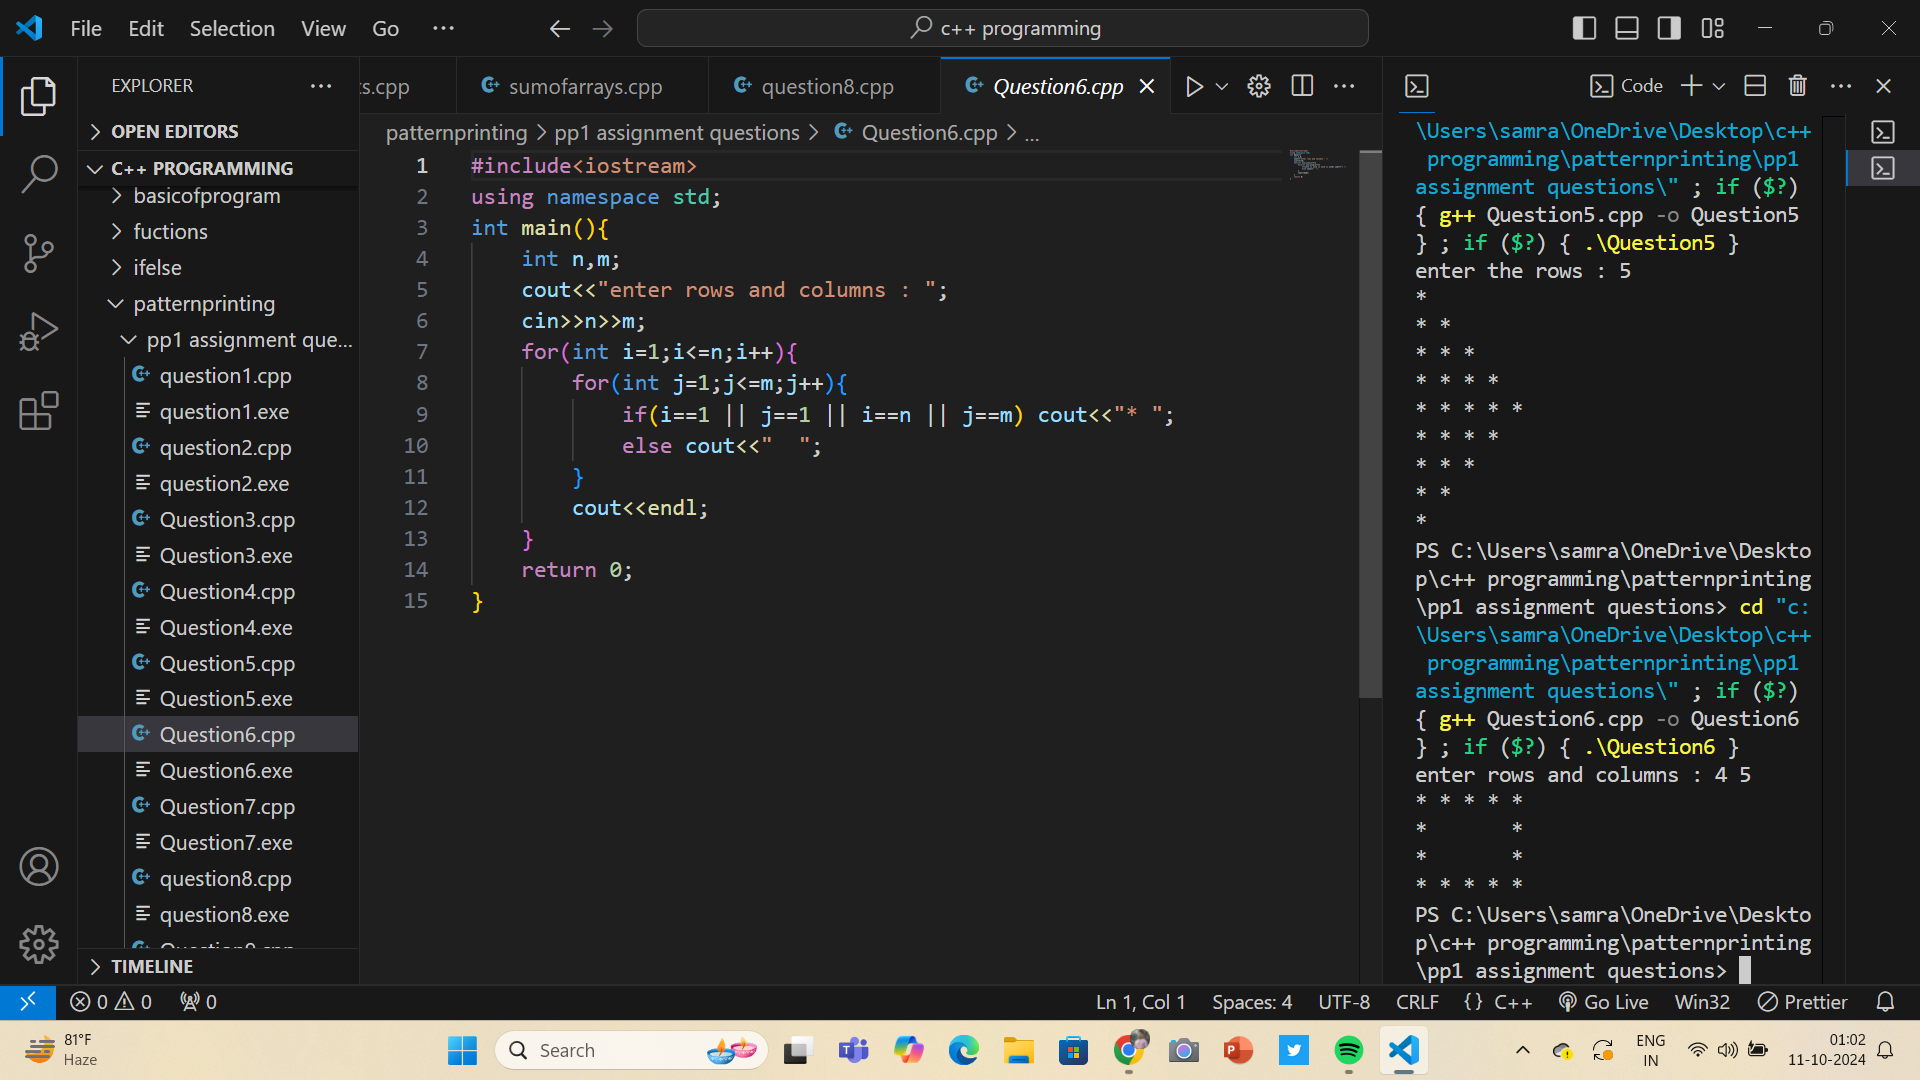 File Edit Selection View Go ...
c++ programming
EXPLORER
s.cpp
sumofarrays.cpp
question8.cpp
Question6.cpp
Code
OPEN EDITORS
C++ PROGRAMMING
basicofprogram
fuctions
ifelse
patternprinting
pp1 assignment que...
question1.cpp
question1.exe
question2.cpp
question2.exe
Question3.cpp
Question3.exe
Question4.cpp
Question4.exe
Question5.cpp
Question5.exe
Question6.cpp
Question6.exe
Question7.cpp
Question7.exe
question8.cpp
question8.exe
TIMELINE
patternprinting > pp1 assignment questions > Question6.cpp > ...
1 #include<iostream>
2 using namespace std;
3 int main(){
4 int n,m;
5 cout<<"enter rows and columns : ";
6 cin>>n>>m;
7 for(int i=1;i<=n;i++){
8 for(int j=1;j<=m;j++){
9 if(i==1 || j==1 || i==n || j==m) cout<<"* ";
10 else cout<<"  ";
11 }
12 cout<<endl;
13 }
14 return 0;
15 }
\Users\samra\OneDrive\Desktop\c++
programming\patternprinting\pp1
assignment questions\" ; if ($?)
{ g++ Question5.cpp -o Question5
} ; if ($?) { .\Question5 }
enter the rows : 5
*
* *
* * *
* * * *
* * * * *
* * * *
* * *
* *
*
PS C:\Users\samra\OneDrive\Deskto
p\c++ programming\patternprinting
\pp1 assignment questions> cd "c:
\Users\samra\OneDrive\Desktop\c++
programming\patternprinting\pp1
assignment questions\" ; if ($?)
{ g++ Question6.cpp -o Question6
} ; if ($?) { .\Question6 }
enter rows and columns : 4 5
* * * * *
*       *
*       *
* * * * *
PS C:\Users\samra\OneDrive\Deskto
p\c++ programming\patternprinting
\pp1 assignment questions>
0 0 0
Ln 1, Col 1 Spaces: 4 UTF-8 CRLF {} C++ Go Live Win32 Prettier
81°F
Haze
Search
ENG
IN
01:02
11-10-2024